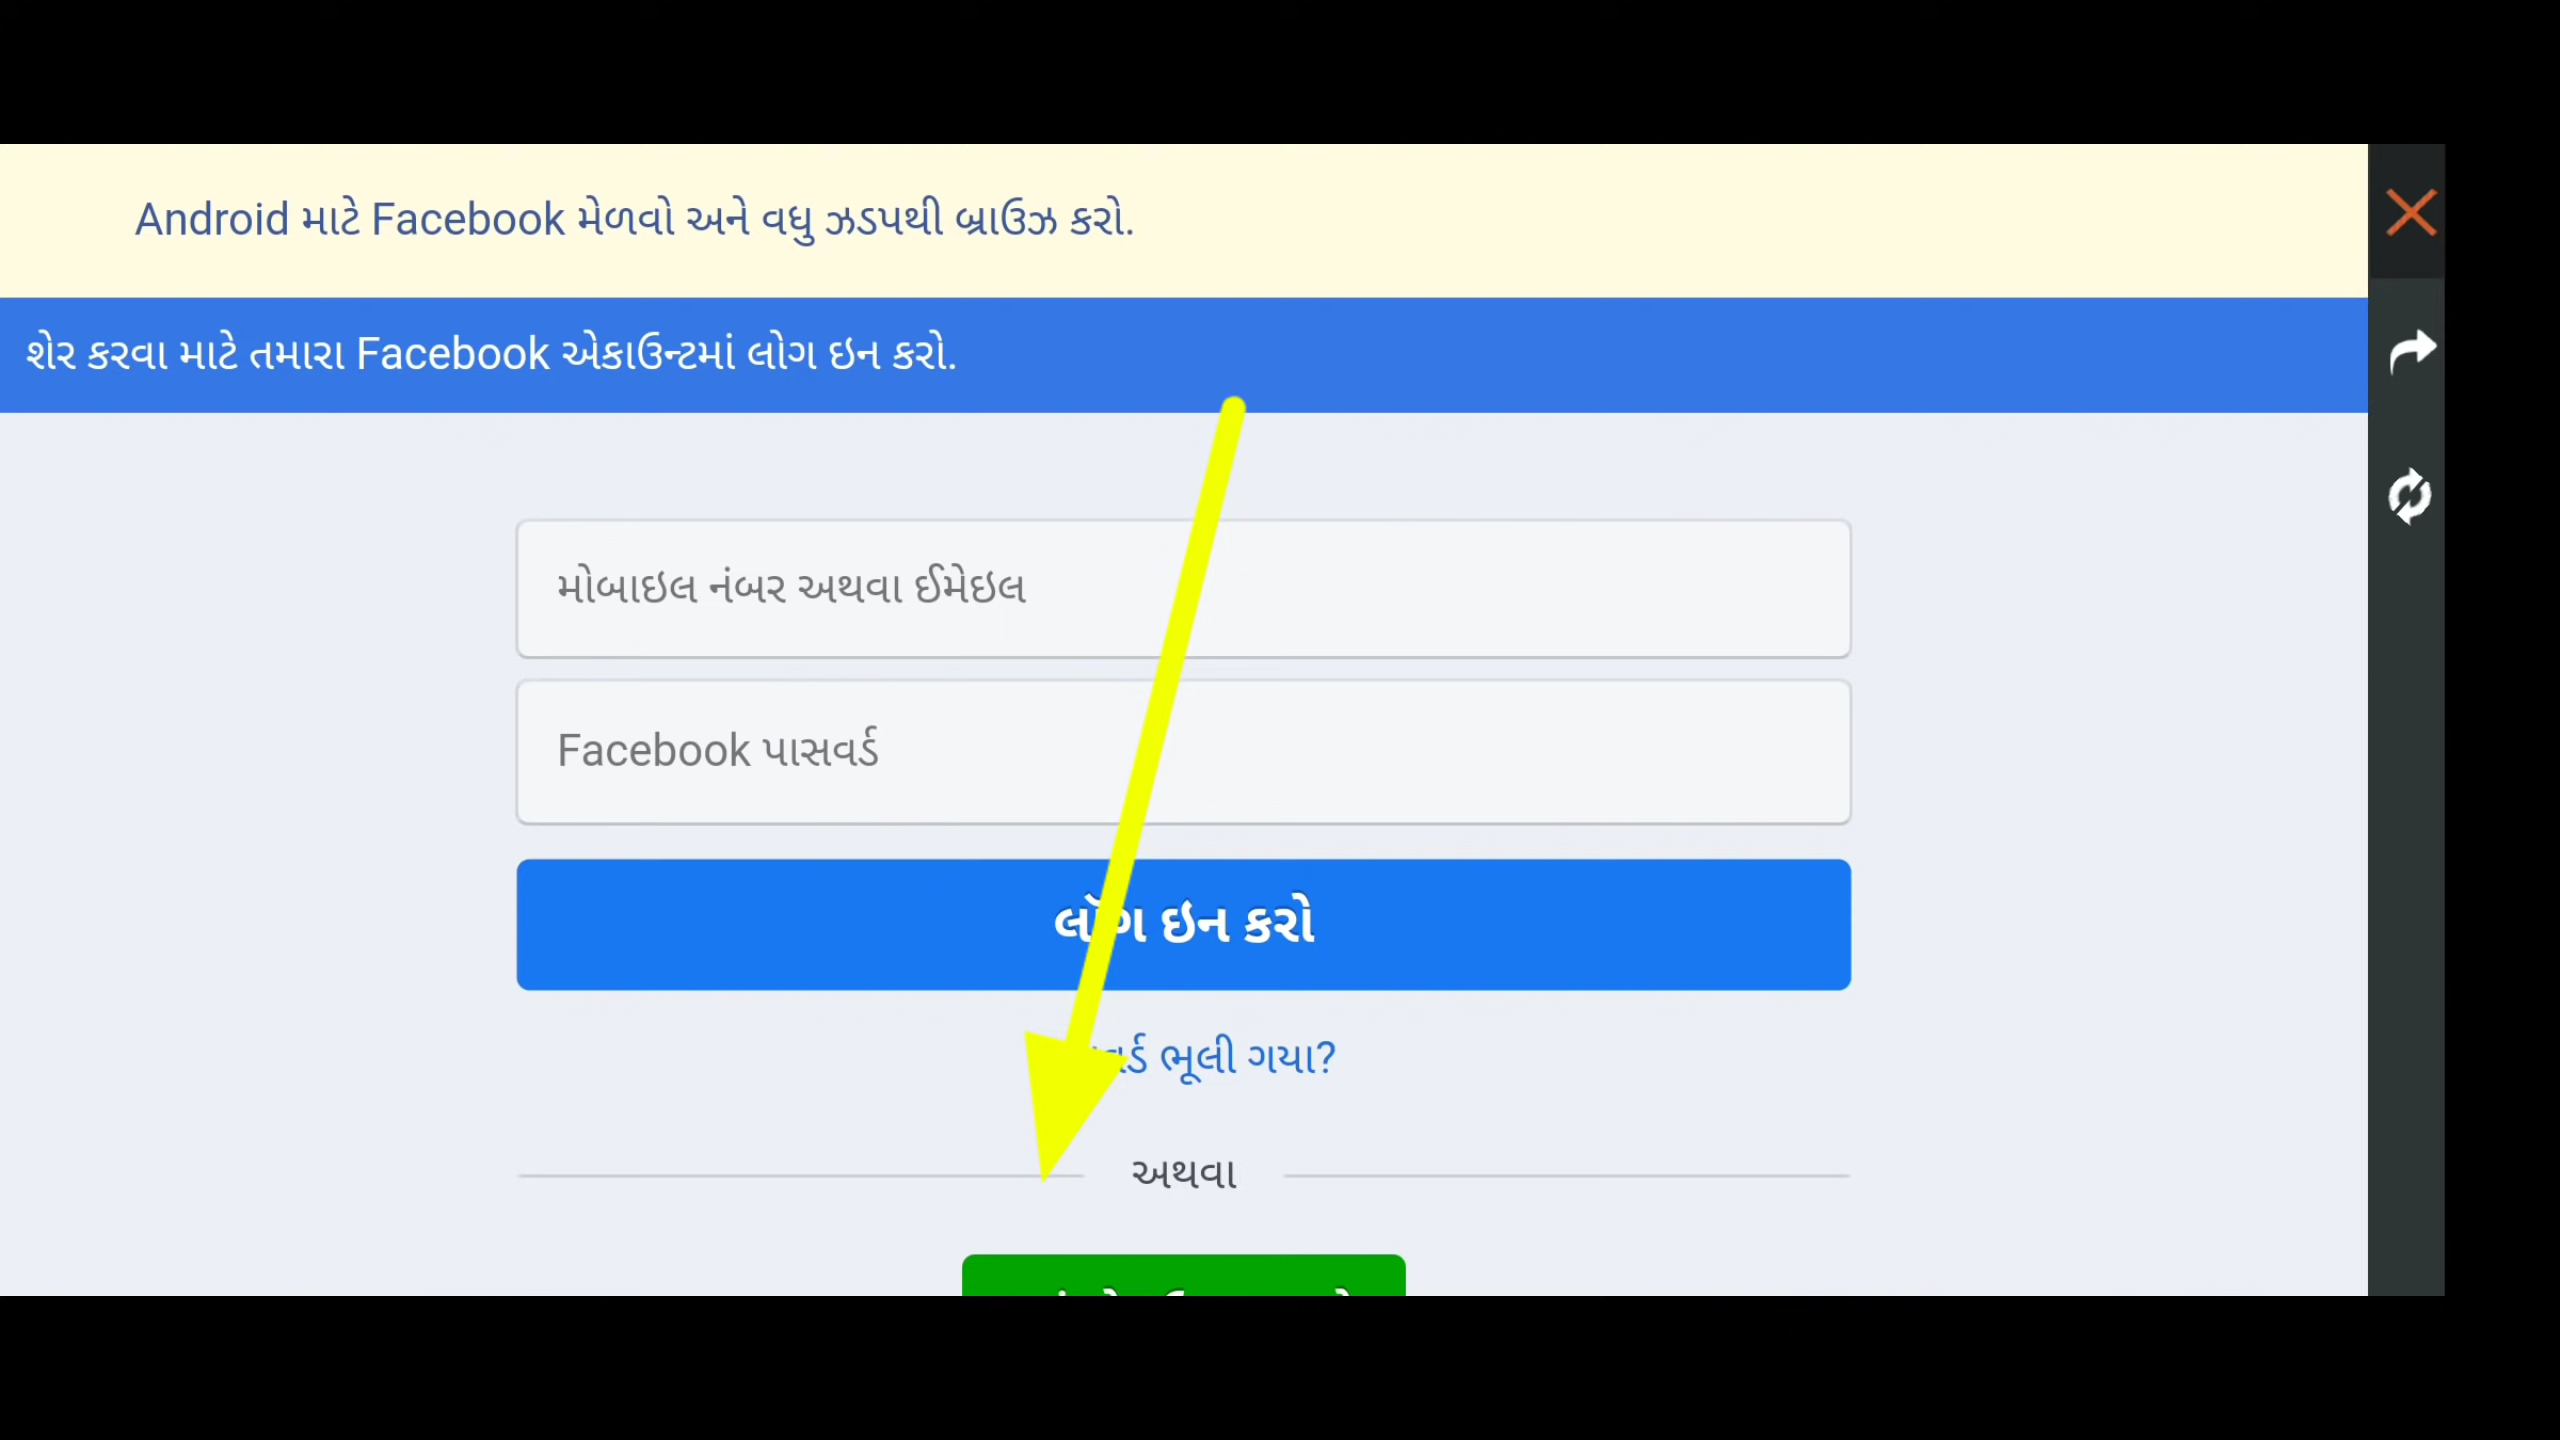 Android માટે Facebook મેળવો અને વધુ ઝડપથી બ્રાઉઝ કરો.
શેર કરવા માટે તમારા Facebook એકાઉન્ટમાં લોગ ઇન કરો.
મોબાઇલ નંબર અથવા ઈમેઇલ
Facebook પાસવર્ડ
લૉગ ઇન કરો
ભૂલી ગયા?
અથવા